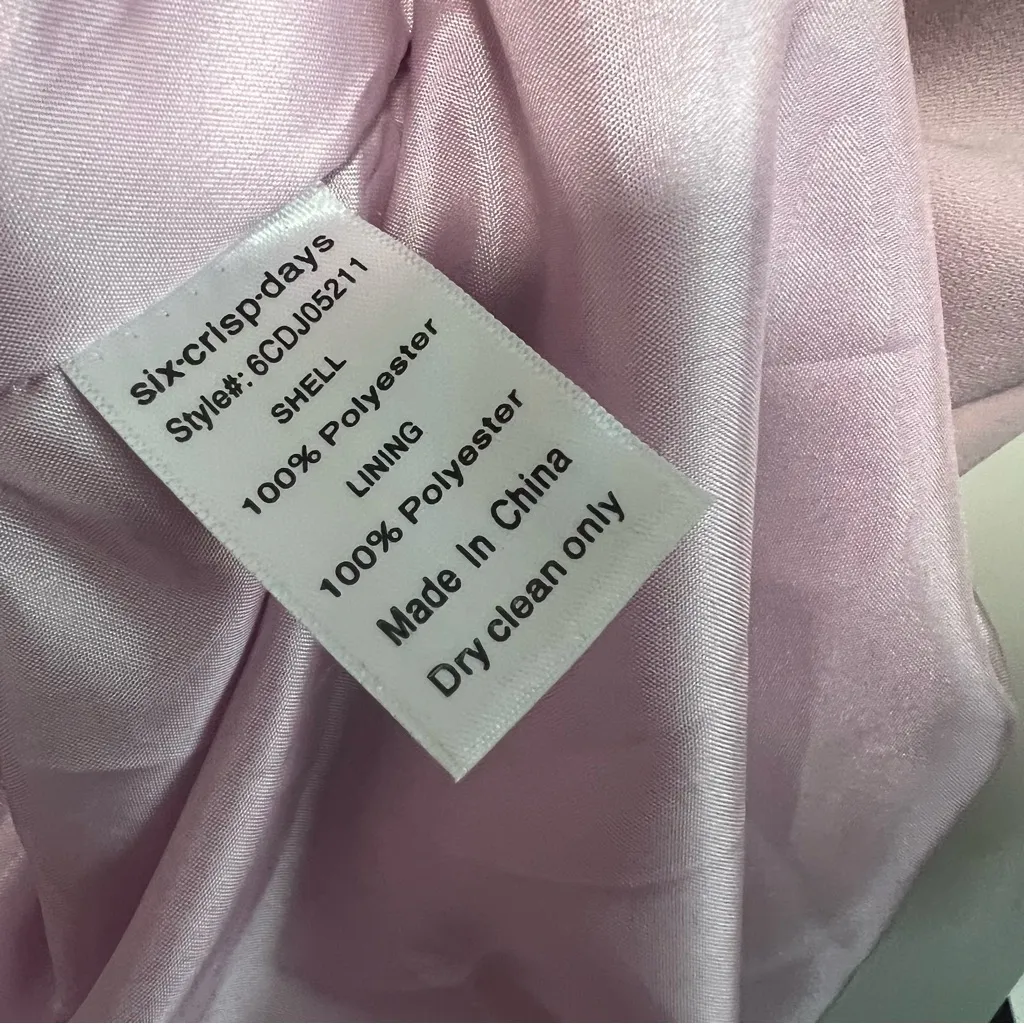 six·crisp·days
Style#: 6CDJ05211
SHELL
100% Polyester
LINING
100% Polyester
Made In China
Dry clean only